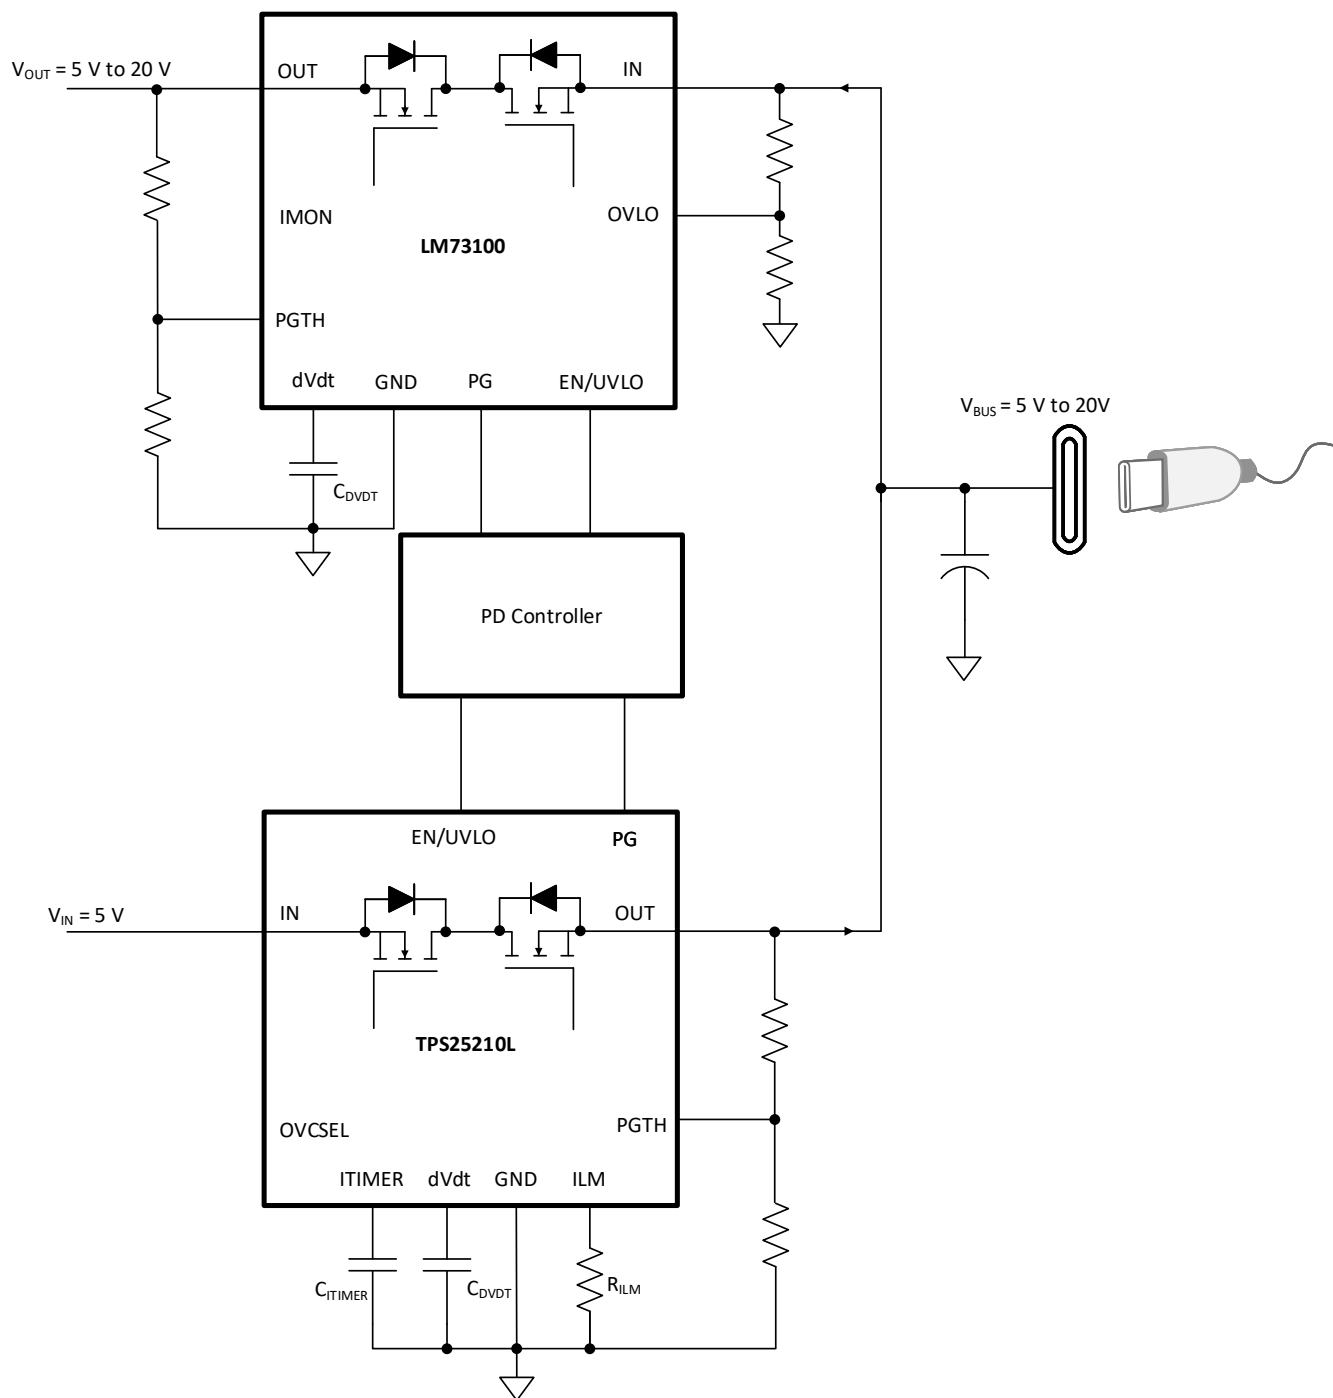 V_OUT = 5 V to 20 V
OUT
IN
IMON
OVLO
LM73100
PGTH
dVdt
GND
PG
EN/UVLO
C_DVDT
V_BUS = 5 V to 20V
PD Controller
EN/UVLO
PG
V_IN = 5 V
IN
OUT
TPS25210L
OVCSEL
PGTH
ITIMER
dVdt
GND
ILM
C_ITIMER
C_DVDT
R_ILM